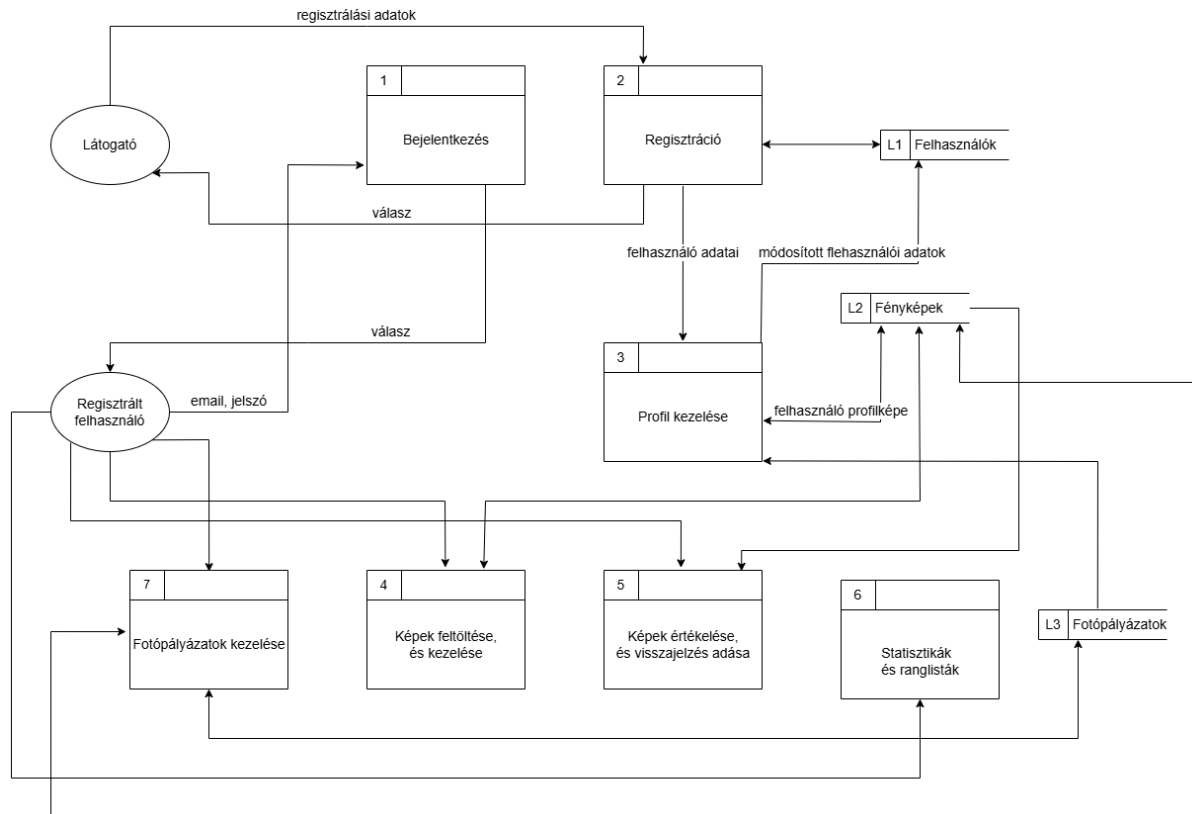 regisztrálási adatok
1
2
Látogató
Bejelentkezés
Regisztráció
L1
Felhasználók
válasz
felhasználó adatai
módosított flehasználói adatok
L2
Fényképek
válasz
3
Regisztrált
felhasználó
email, jelszó
Profil kezelése
felhasználó profilképe
7
4
5
6
Fotópályázatok kezelése
Képek feltöltése,
és kezelése
Képek értékelése,
és visszajelzés adása
Statisztikák
és ranglisták
L3
Fotópályázatok